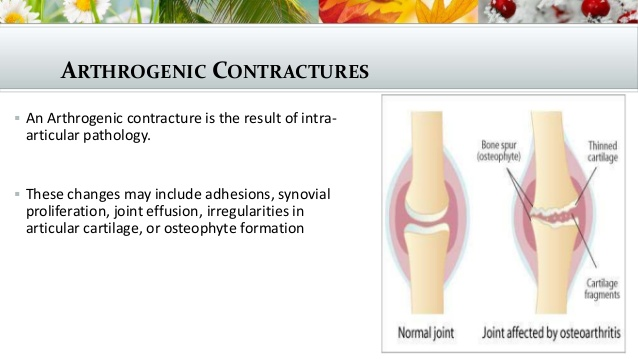 ARTHROGENIC CONTRACTURES
▪ An Arthrogenic contracture is the result of intra-
articular pathology.
▪ These changes may include adhesions, synovial
proliferation, joint effusion, irregularities in
articular cartilage, or osteophyte formation
Bone spur
(osteophyte)
Thinned
cartilage
Cartilage
fragments
Normal joint
Joint affected by osteoarthritis